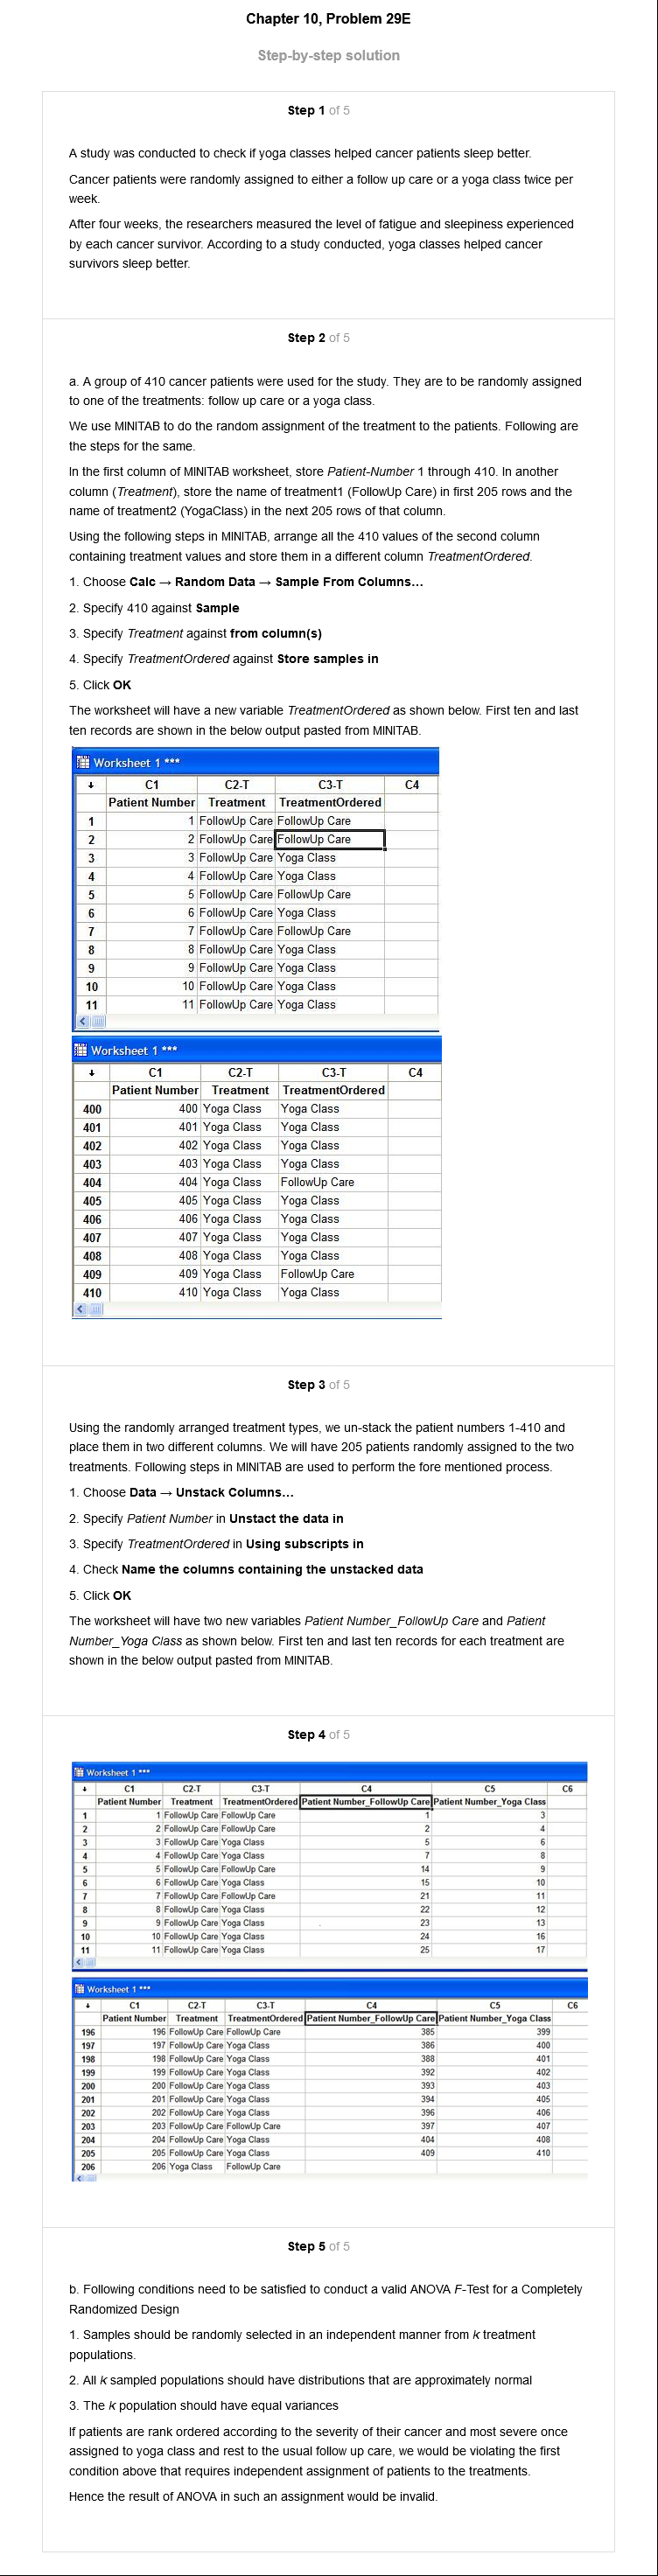 Chapter 10, Problem 29E
Step-by-step solution
Step 1 of 5
A study was conducted to check if yoga classes helped cancer patients sleep better.
Cancer patients were randomly assigned to either a follow up care or a yoga class twice per
week.
After four weeks, the researchers measured the level of fatigue and sleepiness experienced
by each cancer survivor. According to a study conducted, yoga classes helped cancer
survivors sleep better.
Step 2 of 5
a. A group of 410 cancer patients were used for the study. They are to be randomly assigned
to one of the treatments: follow up care or a yoga class.
We use MINITAB to do the random assignment of the treatment to the patients. Following are
the steps for the same.
In the first column of MINITAB worksheet, store Patient-Number 1 through 410. In another
column (Treatment), store the name of treatment1 (FollowUp Care) in first 205 rows and the
name of treatment2 (YogaClass) in the next 205 rows of that column.
Using the following steps in MINITAB, arrange all the 410 values of the second column
containing treatment values and store them in a different column TreatmentOrdered.
1. Choose Calc → Random Data → Sample From Columns...
2. Specify 410 against Sample
3. Specify Treatment against from column(s)
4. Specify TreatmentOrdered against Store samples in
5. Click OK
The worksheet will have a new variable TreatmentOrdered as shown below. First ten and last
ten records are shown in the below output pasted from MINITAB.
Worksheet 1 ***
↓ C1 C2-T C3-T C4
Patient Number Treatment TreatmentOrdered
1 1 FollowUp Care FollowUp Care
2 2 FollowUp Care FollowUp Care
3 3 FollowUp Care Yoga Class
4 4 FollowUp Care Yoga Class
5 5 FollowUp Care FollowUp Care
6 6 FollowUp Care Yoga Class
7 7 FollowUp Care FollowUp Care
8 8 FollowUp Care Yoga Class
9 9 FollowUp Care Yoga Class
10 10 FollowUp Care Yoga Class
11 11 FollowUp Care Yoga Class
Worksheet 1 ***
↓ C1 C2-T C3-T C4
Patient Number Treatment TreatmentOrdered
400 400 Yoga Class Yoga Class
401 401 Yoga Class Yoga Class
402 402 Yoga Class Yoga Class
403 403 Yoga Class Yoga Class
404 404 Yoga Class FollowUp Care
405 405 Yoga Class Yoga Class
406 406 Yoga Class Yoga Class
407 407 Yoga Class Yoga Class
408 408 Yoga Class Yoga Class
409 409 Yoga Class FollowUp Care
410 410 Yoga Class Yoga Class
Step 3 of 5
Using the randomly arranged treatment types, we un-stack the patient numbers 1-410 and
place them in two different columns. We will have 205 patients randomly assigned to the two
treatments. Following steps in MINITAB are used to perform the fore mentioned process.
1. Choose Data → Unstack Columns...
2. Specify Patient Number in Unstact the data in
3. Specify TreatmentOrdered in Using subscripts in
4. Check Name the columns containing the unstacked data
5. Click OK
The worksheet will have two new variables Patient Number_FollowUp Care and Patient
Number_Yoga Class as shown below. First ten and last ten records for each treatment are
shown in the below output pasted from MINITAB.
Step 4 of 5
Worksheet 1 ***
↓ C1 C2-T C3-T C4 C5 C6
Patient Number Treatment TreatmentOrdered Patient Number_FollowUp Care Patient Number_Yoga Class
1 1 FollowUp Care FollowUp Care 1 3
2 2 FollowUp Care FollowUp Care 2 4
3 3 FollowUp Care Yoga Class 5 6
4 4 FollowUp Care Yoga Class 7 8
5 5 FollowUp Care FollowUp Care 14 9
6 6 FollowUp Care Yoga Class 15 10
7 7 FollowUp Care FollowUp Care 21 11
8 8 FollowUp Care Yoga Class 22 12
9 9 FollowUp Care Yoga Class 23 13
10 10 FollowUp Care Yoga Class 24 16
11 11 FollowUp Care Yoga Class 25 17
Worksheet 1 ***
↓ C1 C2-T C3-T C4 C5 C6
Patient Number Treatment TreatmentOrdered Patient Number_FollowUp Care Patient Number_Yoga Class
196 196 FollowUp Care FollowUp Care 385 399
197 197 FollowUp Care Yoga Class 386 400
198 198 FollowUp Care Yoga Class 388 401
199 199 FollowUp Care Yoga Class 392 402
200 200 FollowUp Care Yoga Class 393 403
201 201 FollowUp Care Yoga Class 394 405
202 202 FollowUp Care Yoga Class 396 406
203 203 FollowUp Care FollowUp Care 397 407
204 204 FollowUp Care Yoga Class 404 408
205 205 FollowUp Care Yoga Class 409 410
206 206 Yoga Class FollowUp Care
Step 5 of 5
b. Following conditions need to be satisfied to conduct a valid ANOVA F-Test for a Completely
Randomized Design
1. Samples should be randomly selected in an independent manner from k treatment
populations.
2. All k sampled populations should have distributions that are approximately normal
3. The k population should have equal variances
If patients are rank ordered according to the severity of their cancer and most severe once
assigned to yoga class and rest to the usual follow up care, we would be violating the first
condition above that requires independent assignment of patients to the treatments.
Hence the result of ANOVA in such an assignment would be invalid.